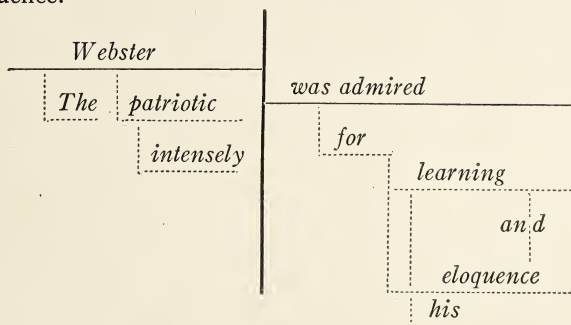 Webster
was admired
The patriotic
for
intensely
learning
and
eloquence
his